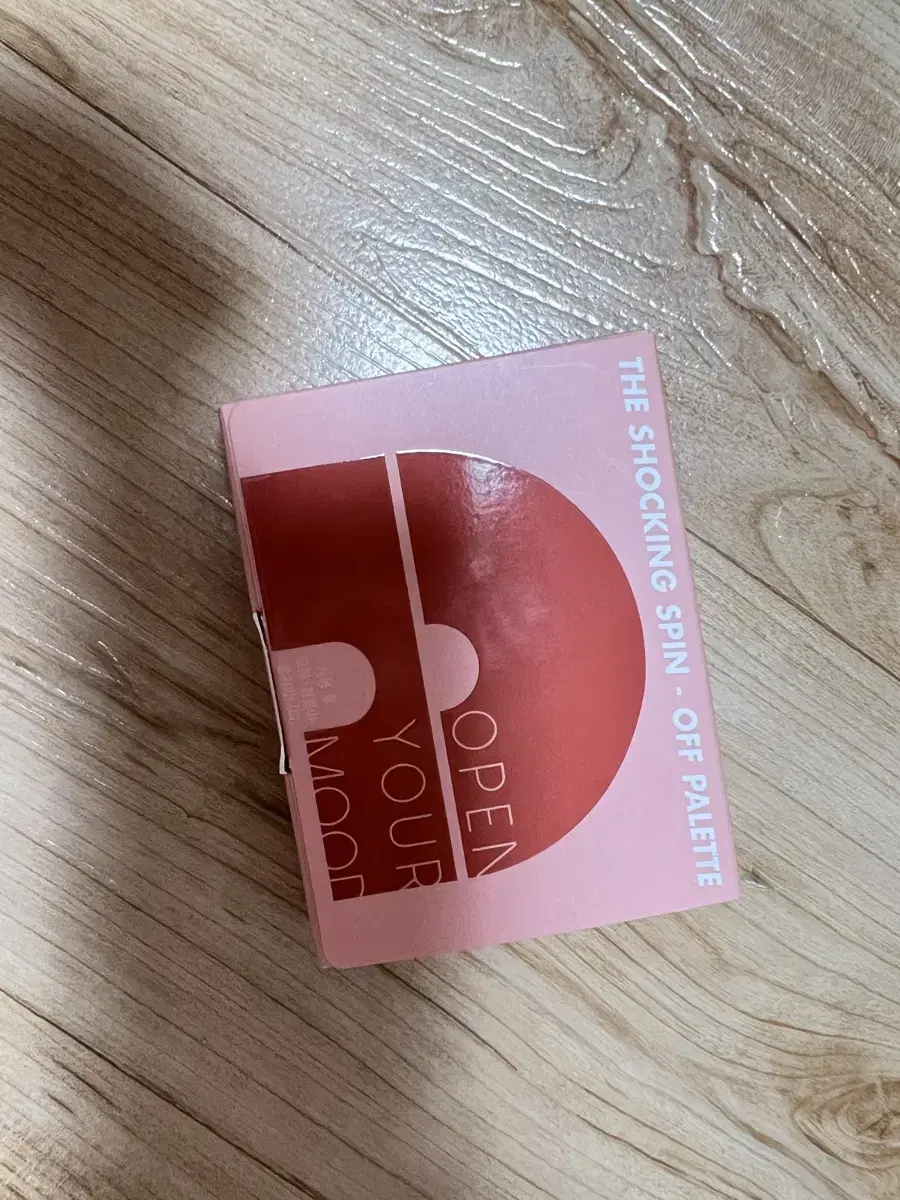 THE SHOCKING SPIN - OFF PALETTE
OPEN
YOUR
MOOD